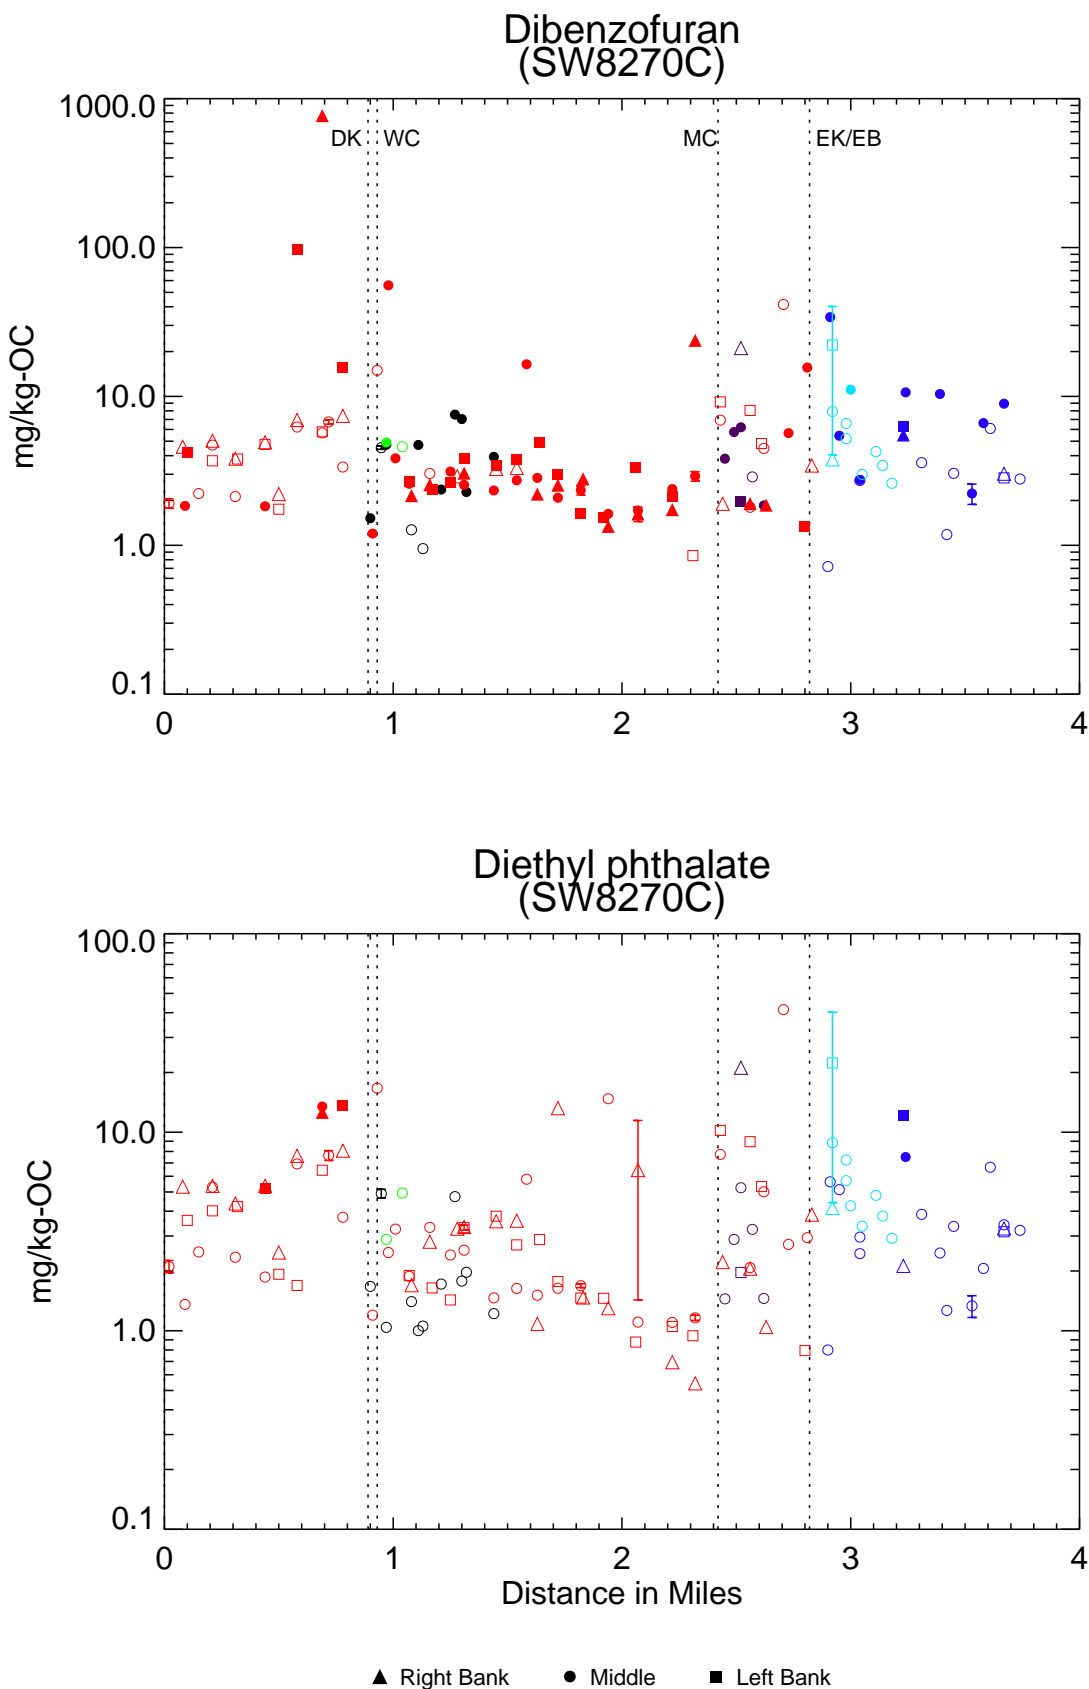 Dibenzofuran
(SW8270C)
1000.0
DK WC MC EK/EB
100.0
mg/kg-OC
10.0
1.0
0.1
0 1 2 3 4
Diethyl phthalate
(SW8270C)
100.0
10.0
mg/kg-OC
1.0
0.1
0 1 2 3 4
Distance in Miles
Right Bank Middle Left Bank